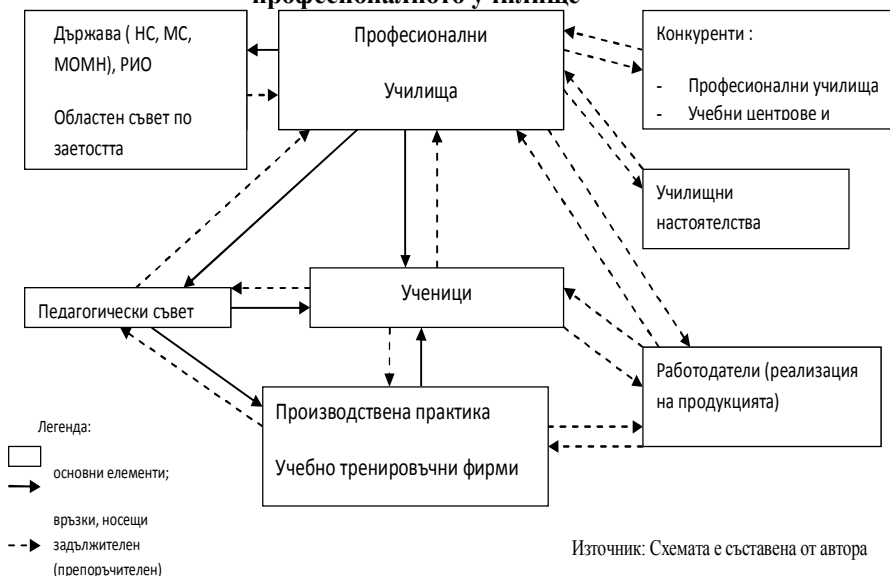 професионалното училище
Държава ( НС, МС,
МОМН), РИО
Областен съвет по
заетостта
Професионални
Училища
Конкуренти :
- Професионални училища
- Учебни центрове и
Училищни
настоятелства
Педагогически съвет
Ученици
Работодатели (реализация
на продукцията)
Производствена практика
Учебно тренировъчни фирми
Легенда:
основни елементи;
връзки, носещи
задължителен
(препоръчителен)
Източник: Схемата е съставена от автора